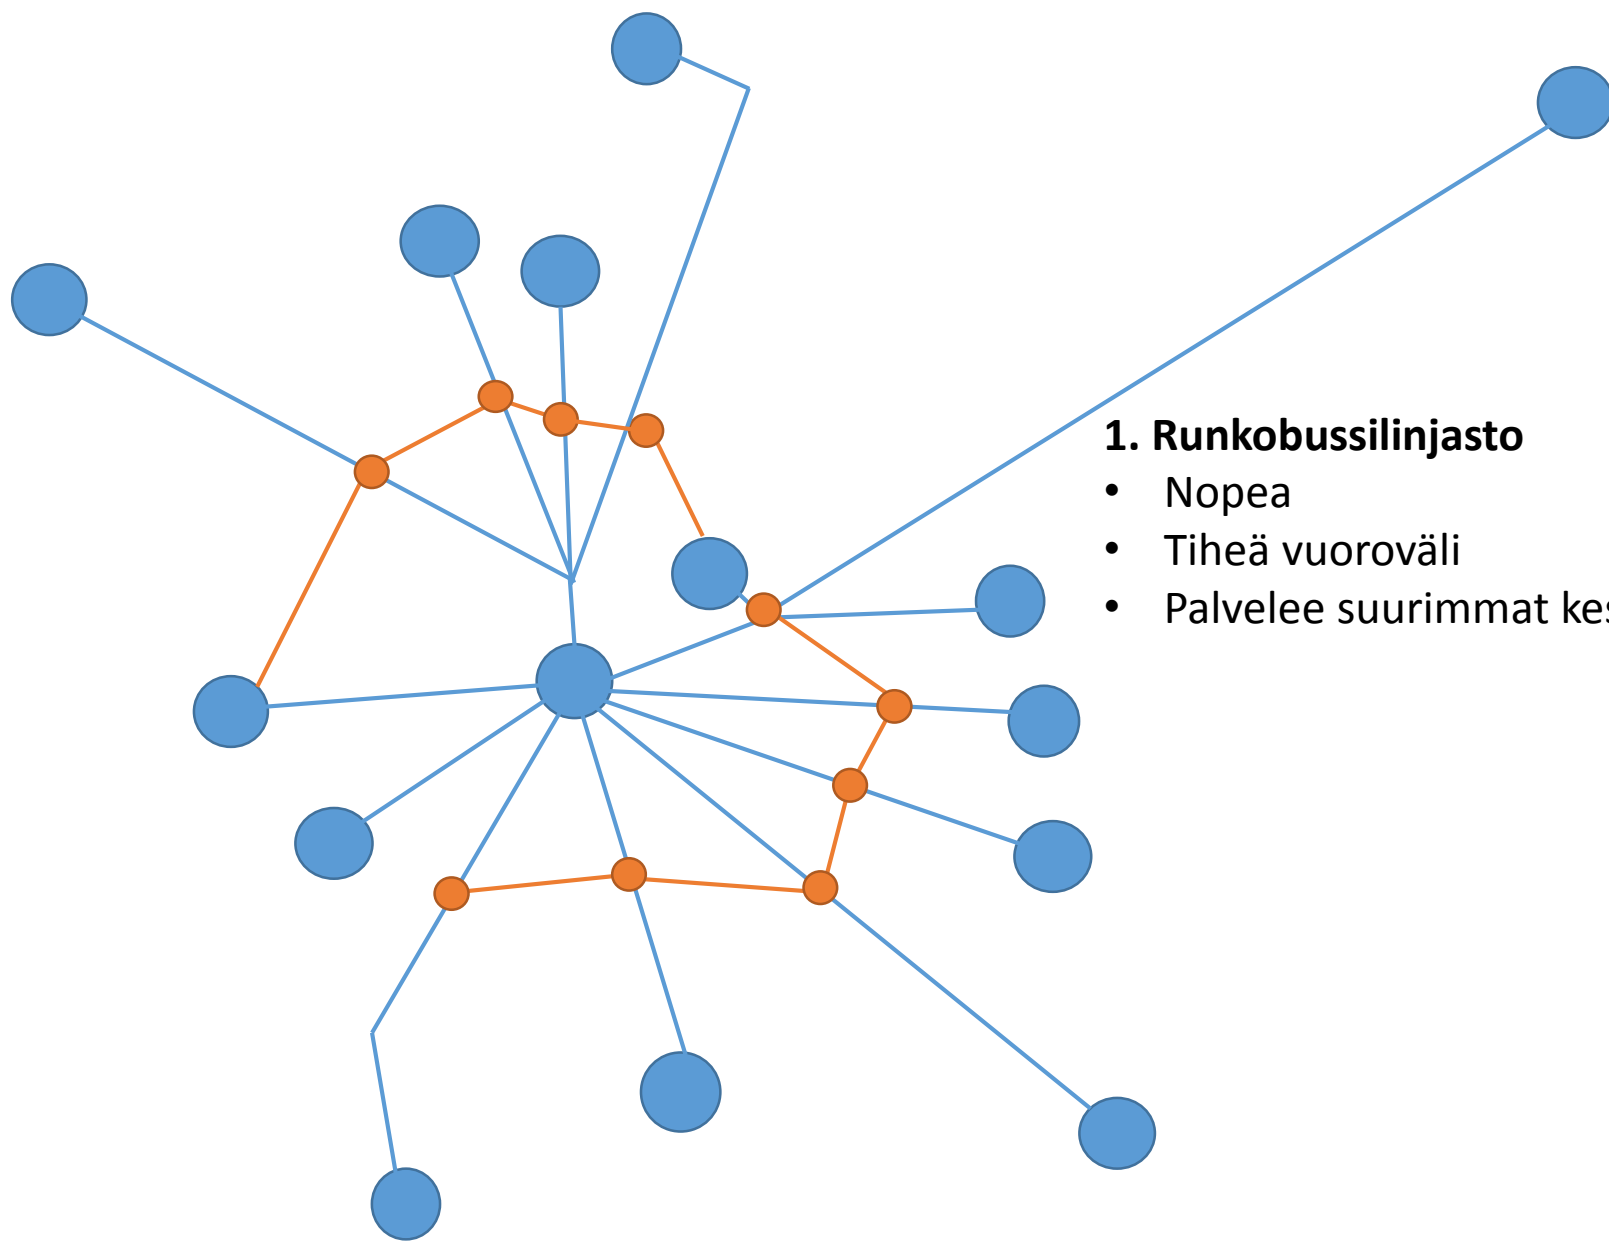 1. Runkobussilinjasto
• Nopea
• Tiheä vuoroväli
• Palvelee suurimmat